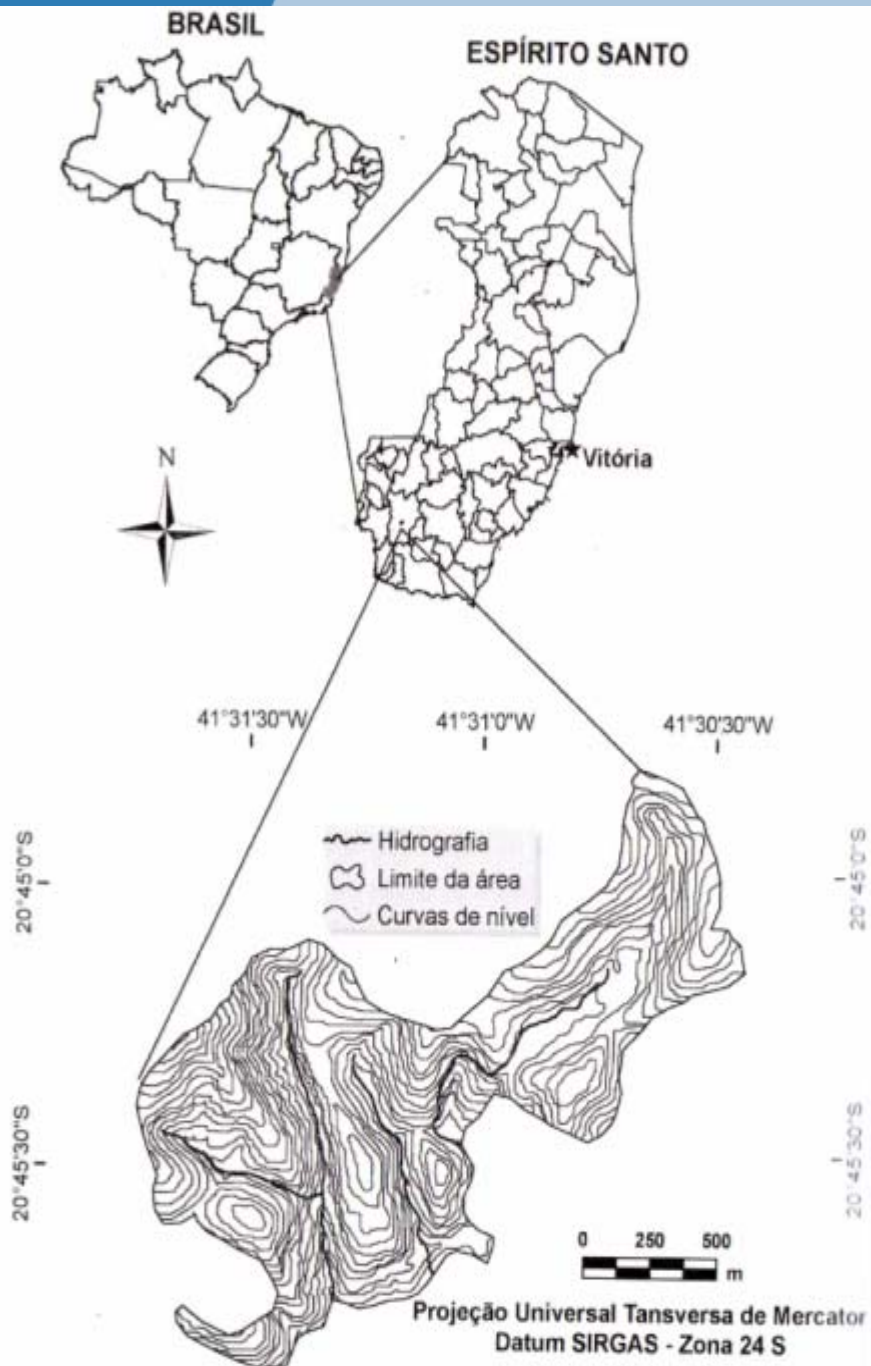 BRASIL
ESPÍRITO SANTO
Vitória
N
41°31'30"W
41°31'0"W
41°30'30"W
Hidrografia
Limite da área
Curvas de nível
20°45'0"S
20°45'0"S
20°45'30"S
20°45'30"S
0 250 500
m
Projeção Universal Tansversa de Mercator
Datum SIRGAS - Zona 24 S